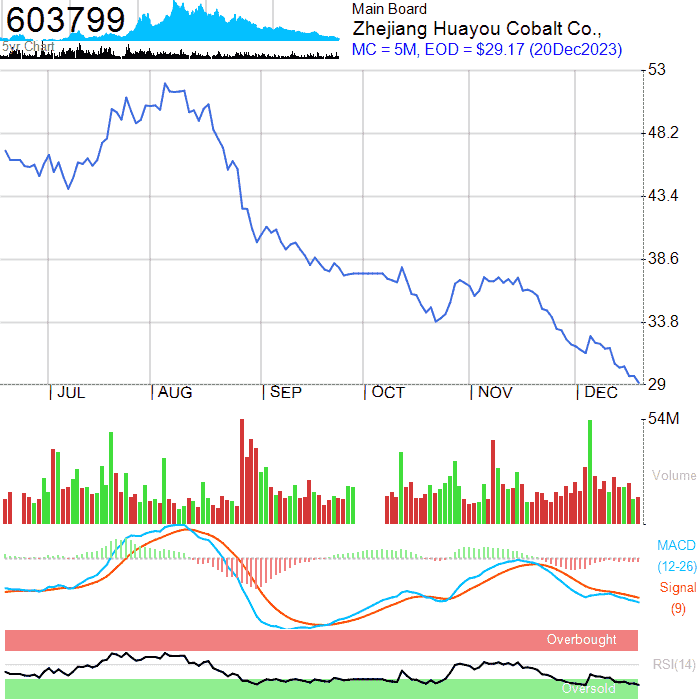 603799
5yr Chart
Main Board
Zhejiang Huayou Cobalt Co.,
MC = 5M, EOD = $29.17 (20Dec2023)
53
48.2
43.4
38.6
33.8
29
JUL
AUG
SEP
OCT
NOV
DEC
54M
Volume
MACD
(12-26)
Signal
(9)
Overbought
RSI(14)
Oversold